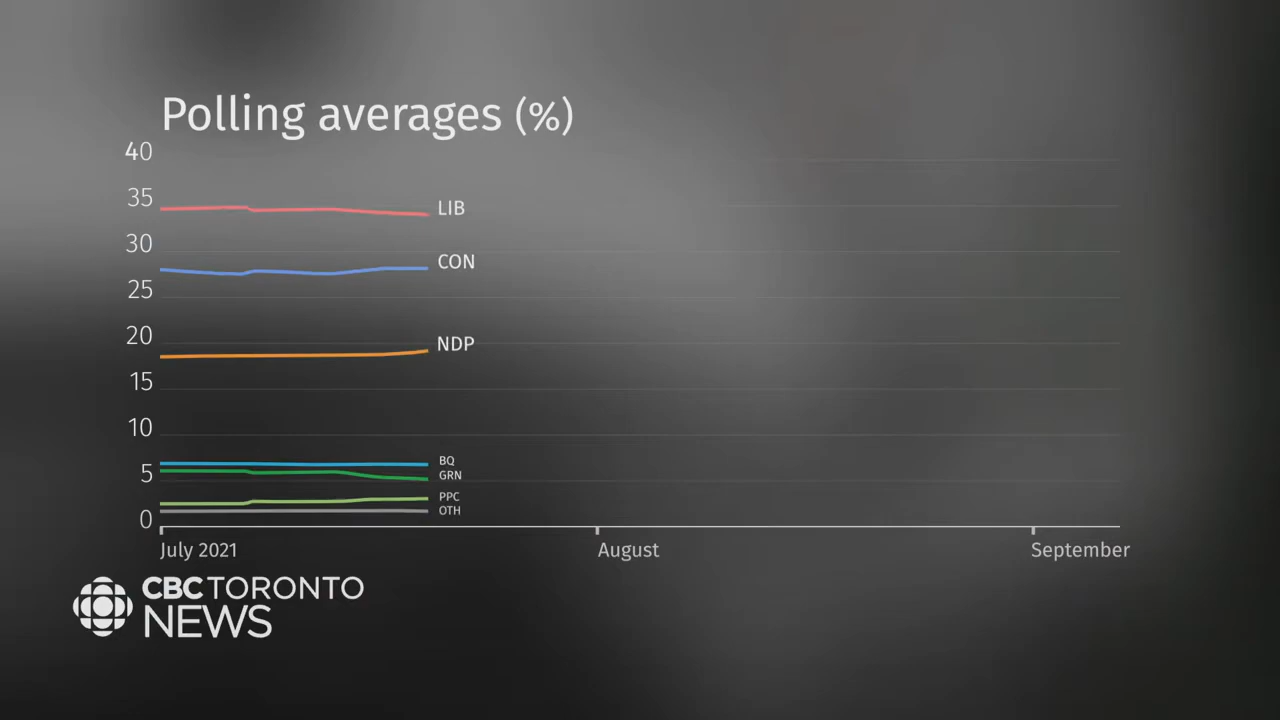 Polling averages (%)
40
35
LIB
30
CON
25
20
NDP
15
10
BQ
5
GRN
PPC
OTH
0
July 2021
August
September
CBC TORONTO
NEWS